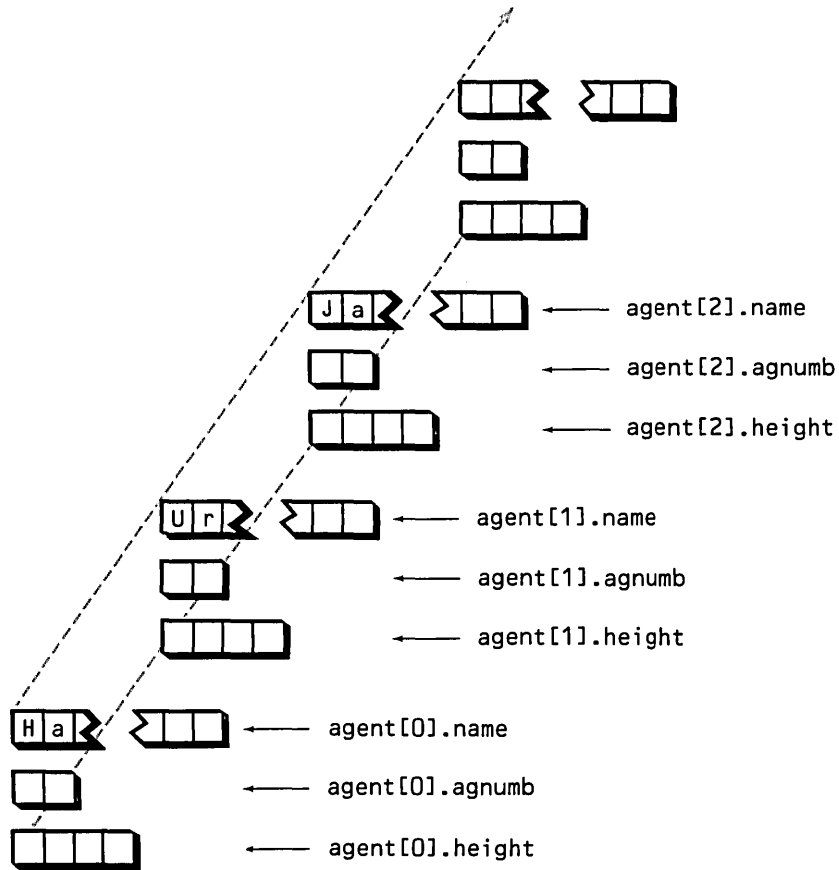 J a
agent[2].name
agent[2].agnumb
agent[2].height
U r
agent[1].name
agent[1].agnumb
agent[1].height
H a
agent[0].name
agent[0].agnumb
agent[0].height